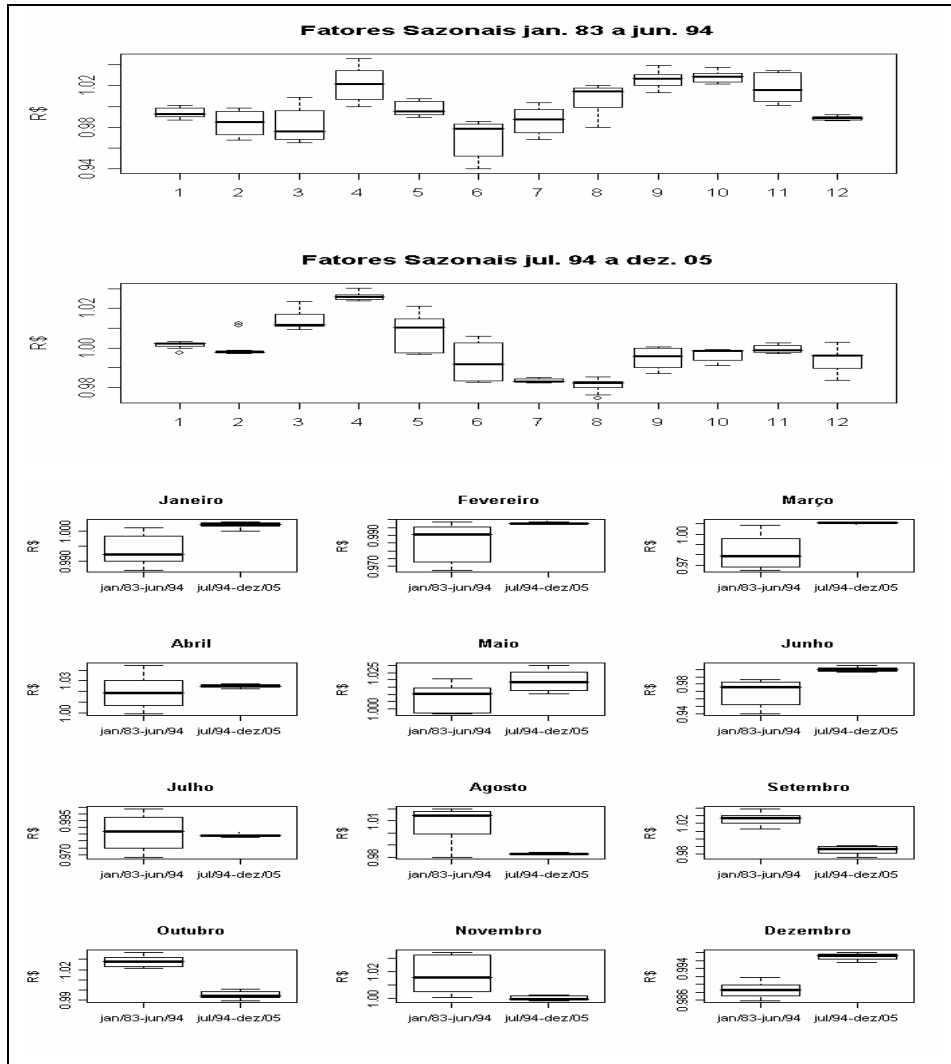 Fatores Sazonais jan. 83 a jun. 94
R$
0.94 0.98 1.02
1 2 3 4 5 6 7 8 9 10 11 12
Fatores Sazonais jul. 94 a dez. 05
R$
0.98 1.00 1.02
1 2 3 4 5 6 7 8 9 10 11 12
Janeiro
R$
0.990 1.000
jan/83-jun/94 jul/94-dez/05
Fevereiro
R$
0.970 0.990
jan/83-jun/94 jul/94-dez/05
Março
R$
0.97 1.00
jan/83-jun/94 jul/94-dez/05
Abril
R$
1.00 1.03
jan/83-jun/94 jul/94-dez/05
Maio
R$
1.000 1.025
jan/83-jun/94 jul/94-dez/05
Junho
R$
0.94 0.98
jan/83-jun/94 jul/94-dez/05
Julho
R$
0.970 0.995
jan/83-jun/94 jul/94-dez/05
Agosto
R$
0.98 1.01
jan/83-jun/94 jul/94-dez/05
Setembro
R$
0.98 1.02
jan/83-jun/94 jul/94-dez/05
Outubro
R$
0.99 1.02
jan/83-jun/94 jul/94-dez/05
Novembro
R$
1.00 1.02
jan/83-jun/94 jul/94-dez/05
Dezembro
R$
0.986 0.994
jan/83-jun/94 jul/94-dez/05